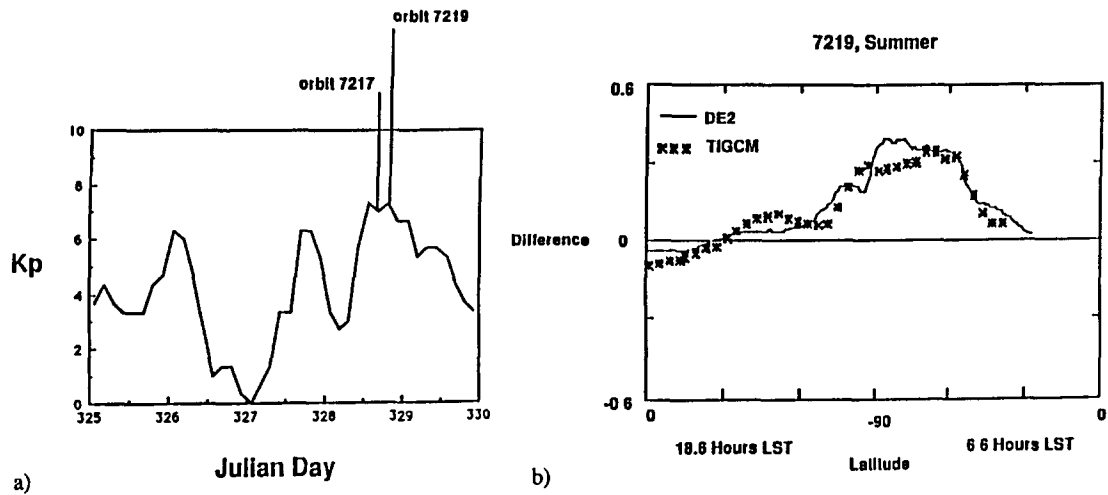 orbit 7219
orbit 7217
10
8
6
4
2
0
Kp
325
326
327
328
329
330
Julian Day
a)
7219, Summer
0.6
DE2
××× TIGCM
Difference
0
-0 6
0
-90
0
18.6 Hours LST
6 6 Hours LST
Latitude
b)